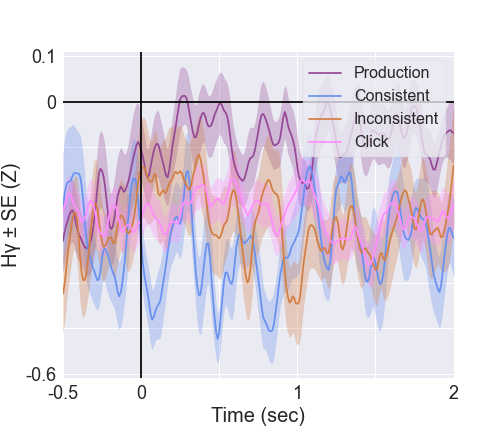 0.1
0
-0.6
Hγ ± SE (Z)
Production
Consistent
Inconsistent
Click
-0.5 0 1 2
Time (sec)